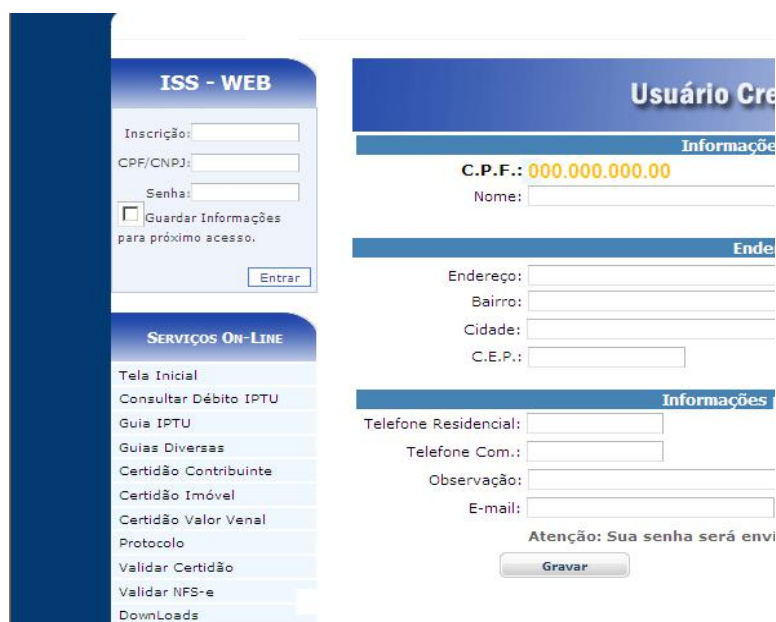 ISS - WEB
Inscrição:
CPF/CNPJ:
Senha:
Guardar Informações
para próximo acesso.
Entrar
SERVIÇOS ON-LINE
Tela Inicial
Consultar Débito IPTU
Guia IPTU
Guias Diversas
Certidão Contribuinte
Certidão Imóvel
Certidão Valor Venal
Protocolo
Validar Certidão
Validar NFS-e
DownLoads
Usuário Cre
Informaçõe
C.P.F.: 000.000.000.00
Nome:
Ende
Endereço:
Bairro:
Cidade:
C.E.P.:
Informações
Telefone Residencial:
Telefone Com.:
Observação:
E-mail:
Atenção: Sua senha será envi
Gravar